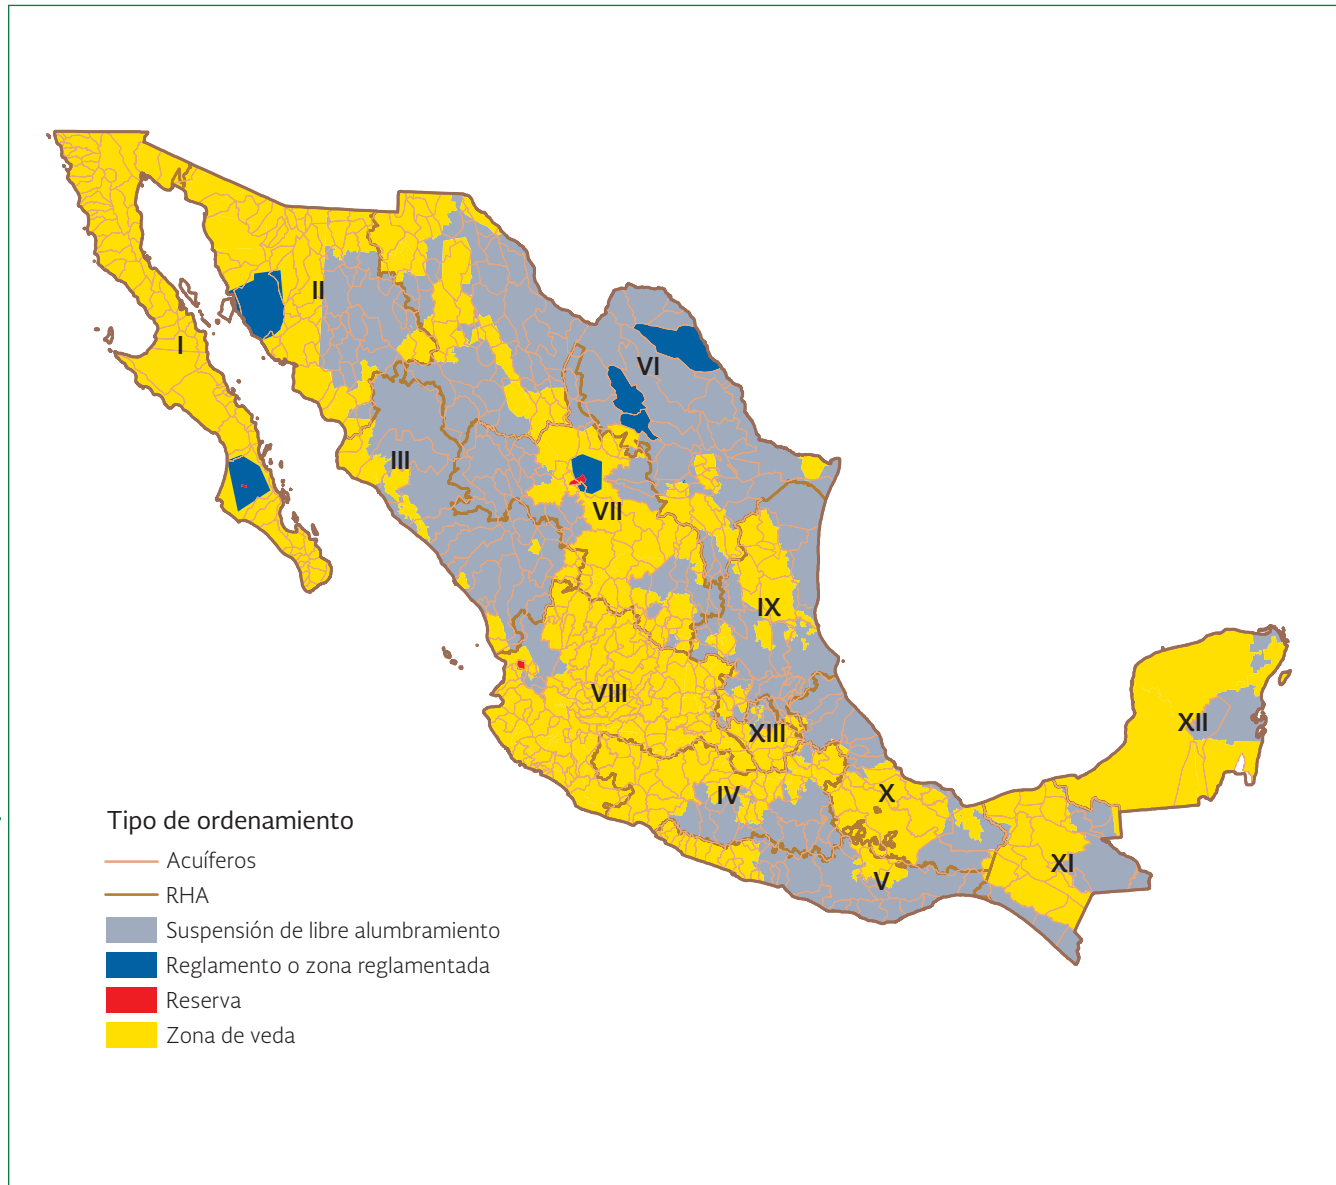 I
II
III
VI
VII
IX
VIII
XIII
XII
IV
X
XI
V
Tipo de ordenamiento
Acuíferos
RHA
Suspensión de libre alumbramiento
Reglamento o zona reglamentada
Reserva
Zona de veda